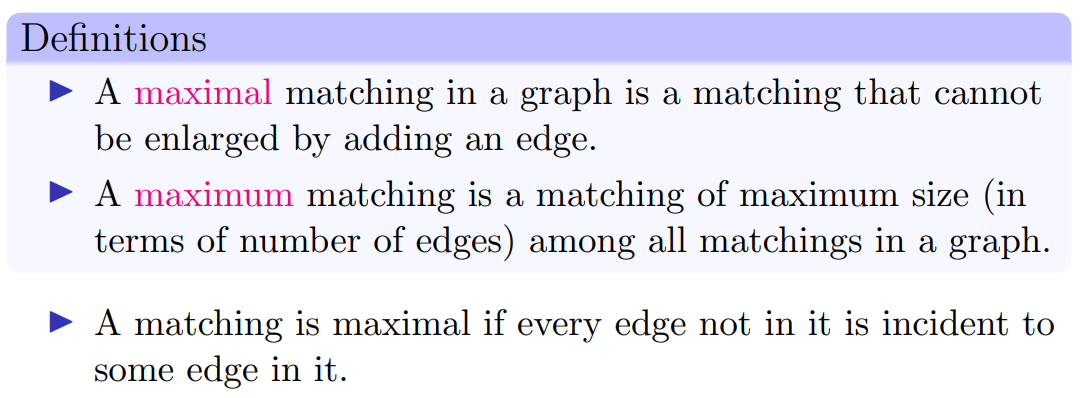 Definitions
▶ A maximal matching in a graph is a matching that cannot
be enlarged by adding an edge.
▶ A maximum matching is a matching of maximum size (in
terms of number of edges) among all matchings in a graph.
▶ A matching is maximal if every edge not in it is incident to
some edge in it.